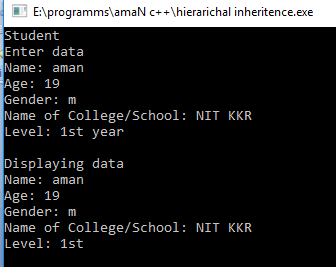 E:\programms\amaN c++\hierarichal inheritence.exe
Student
Enter data
Name: aman
Age: 19
Gender: m
Name of College/School: NIT KKR
Level: 1st year
Displaying data
Name: aman
Age: 19
Gender: m
Name of College/School: NIT KKR
Level: 1st